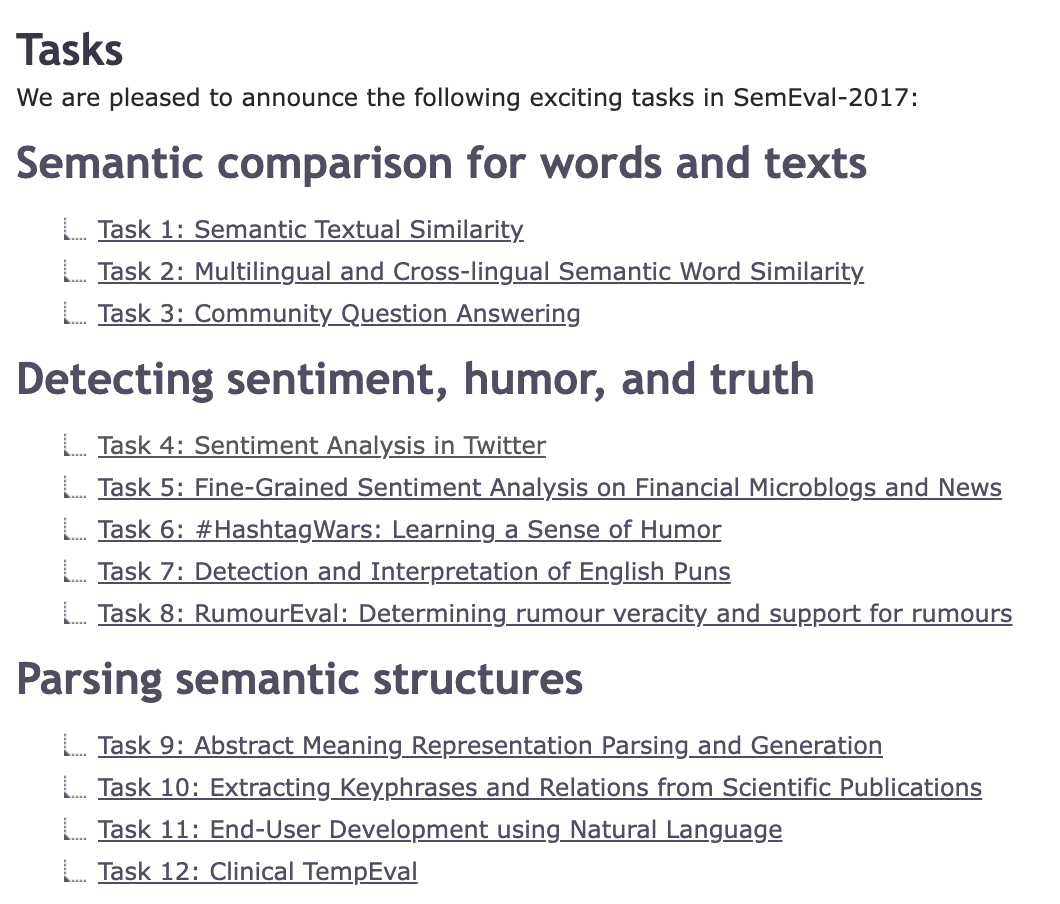 Tasks
We are pleased to announce the following exciting tasks in SemEval-2017:
Semantic comparison for words and texts
Task 1: Semantic Textual Similarity
Task 2: Multilingual and Cross-lingual Semantic Word Similarity
Task 3: Community Question Answering
Detecting sentiment, humor, and truth
Task 4: Sentiment Analysis in Twitter
Task 5: Fine-Grained Sentiment Analysis on Financial Microblogs and News
Task 6: #HashtagWars: Learning a Sense of Humor
Task 7: Detection and Interpretation of English Puns
Task 8: RumourEval: Determining rumour veracity and support for rumours
Parsing semantic structures
Task 9: Abstract Meaning Representation Parsing and Generation
Task 10: Extracting Keyphrases and Relations from Scientific Publications
Task 11: End-User Development using Natural Language
Task 12: Clinical TempEval